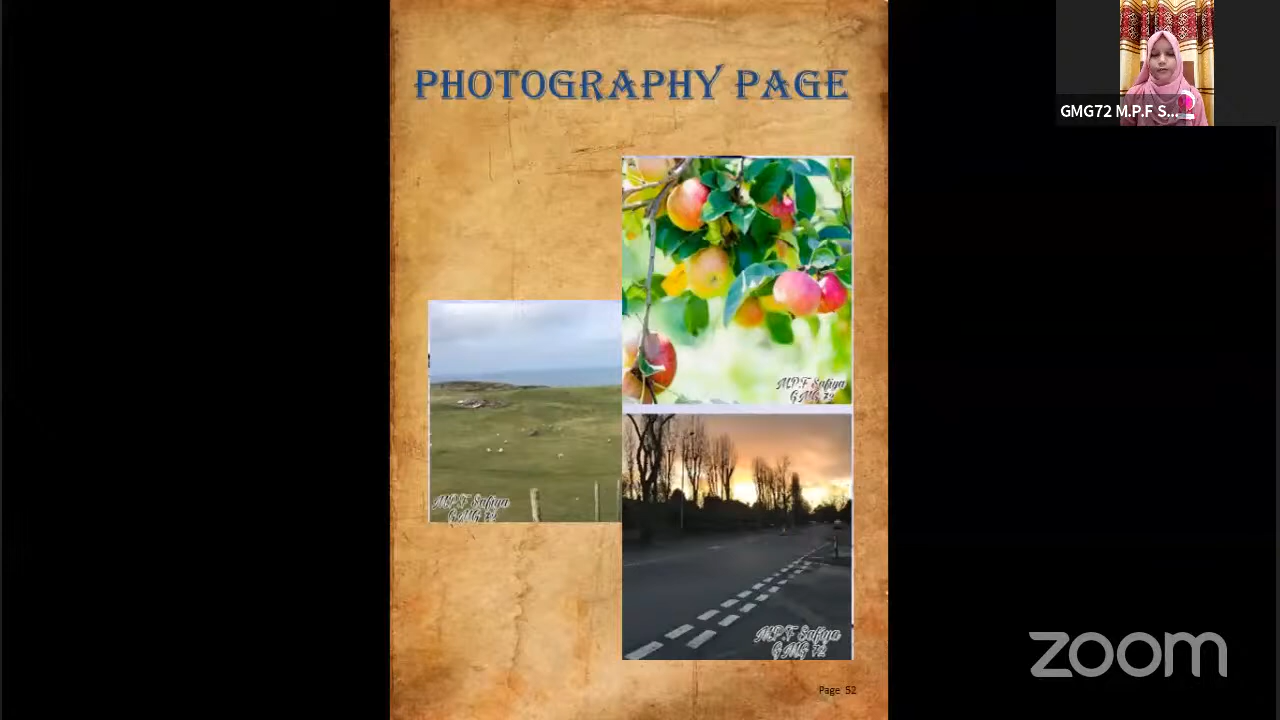 PHOTOGRAPHY PAGE
GMG72 M.P.F S...
M.P.F Safiya
GMG 72
M.P.F Safiya
GMG 72
M.P.F Safiya
GMG 72
Page 52
zoom